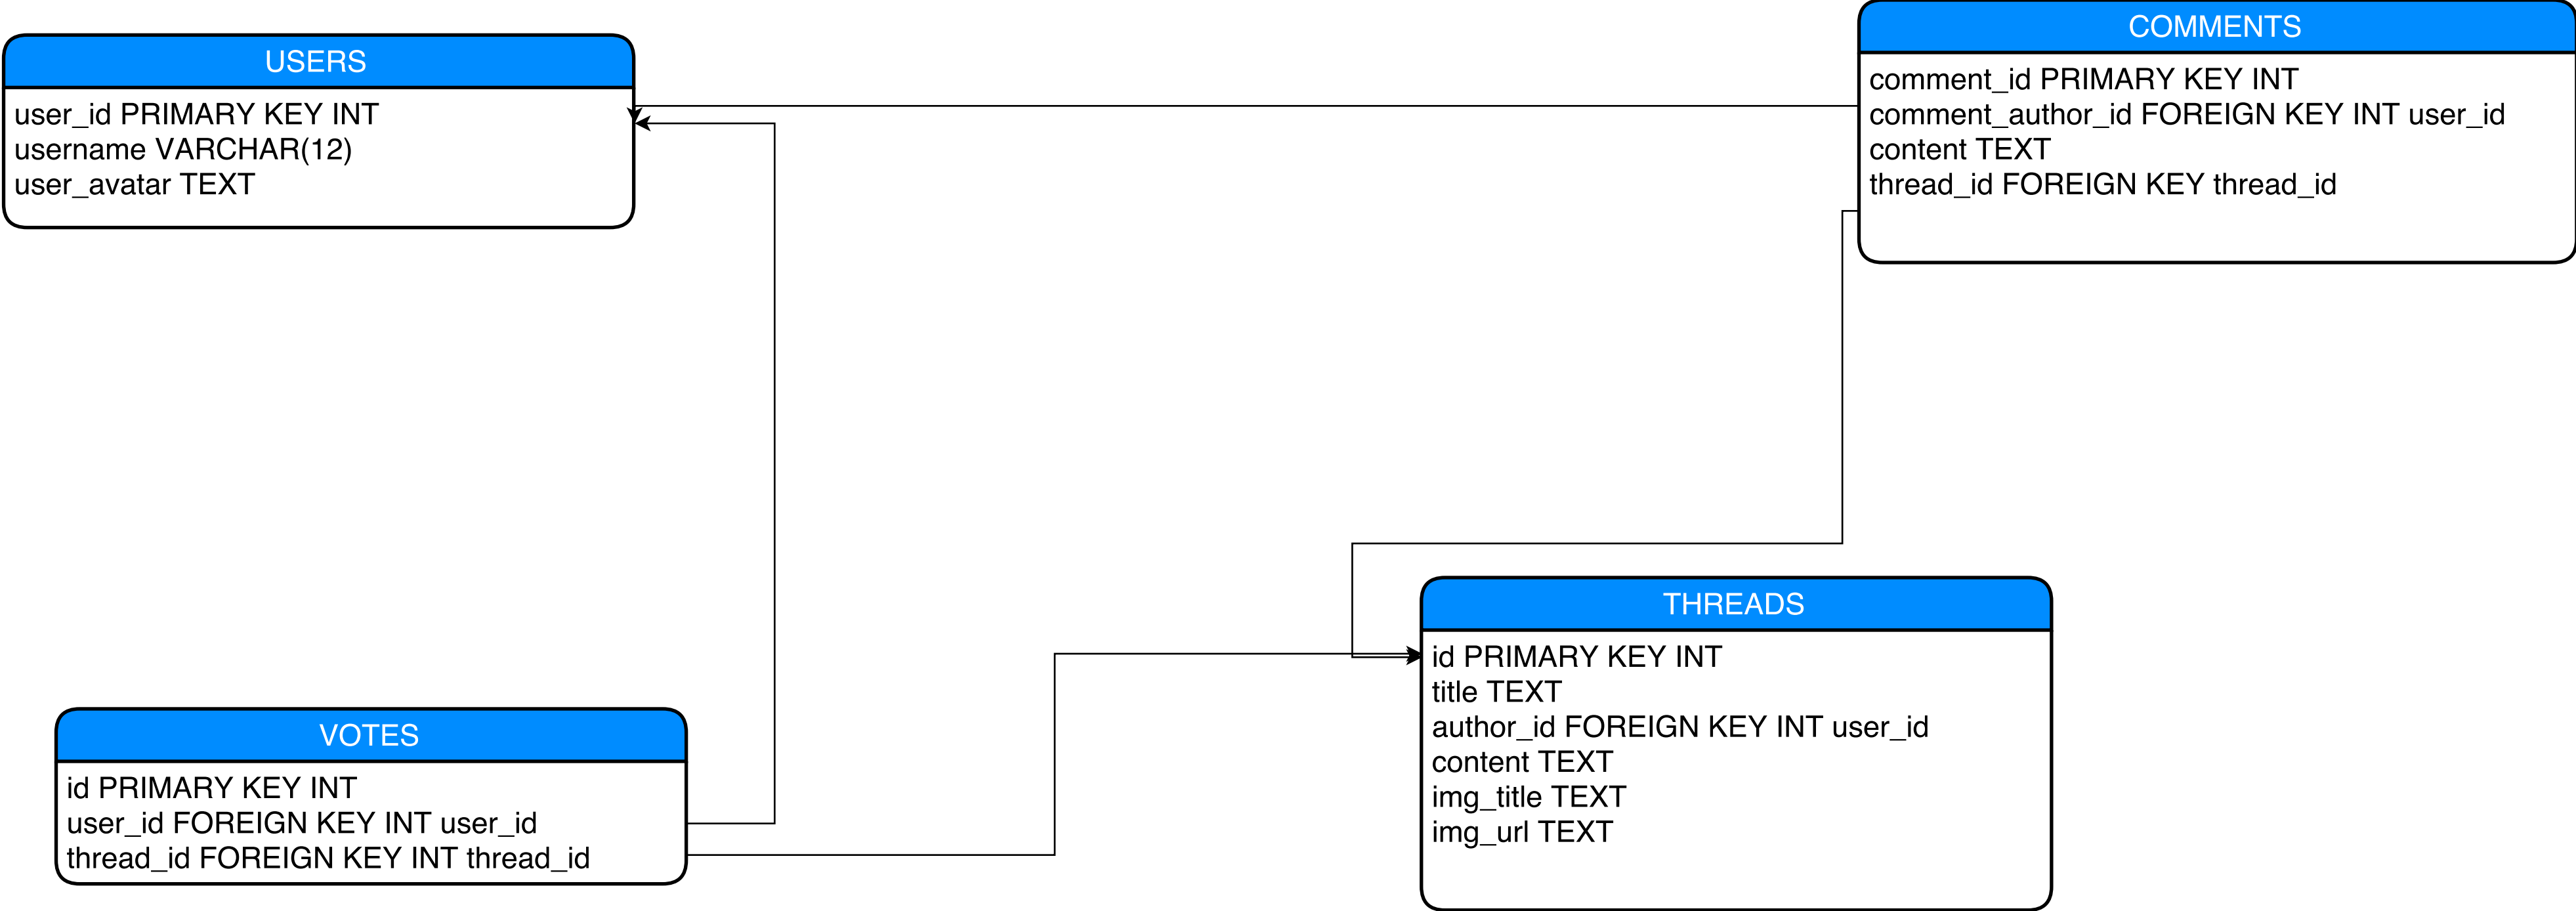 USERS
user_id PRIMARY KEY INT
username VARCHAR(12)
user_avatar TEXT
COMMENTS
comment_id PRIMARY KEY INT
comment_author_id FOREIGN KEY INT user_id
content TEXT
thread_id FOREIGN KEY thread_id
THREADS
id PRIMARY KEY INT
title TEXT
author_id FOREIGN KEY INT user_id
content TEXT
img_title TEXT
img_url TEXT
VOTES
id PRIMARY KEY INT
user_id FOREIGN KEY INT user_id
thread_id FOREIGN KEY INT thread_id